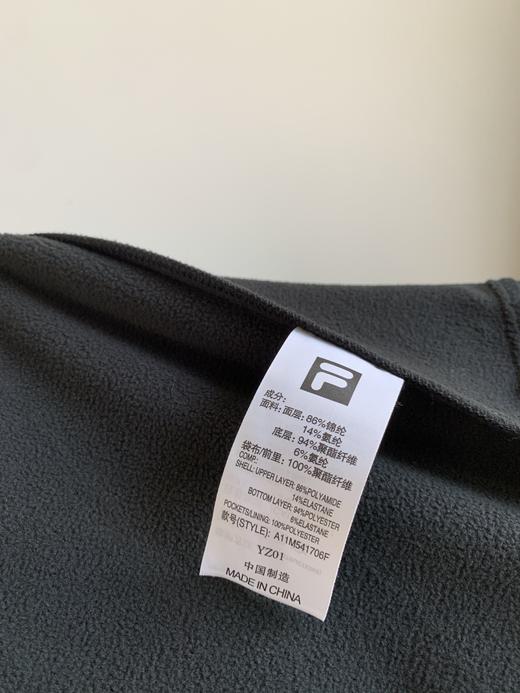 F
成分:
面料: 面层: 86%锦纶
14%氨纶
底层: 94%聚酯纤维
6%氨纶
袋布/前里: 100%聚酯纤维
COMP:
SHELL: UPPER LAYER: 86%POLYAMIDE
14%ELASTANE
BOTTOM LAYER: 94%POLYESTER
6%ELASTANE
POCKETS/LINING: 100%POLYESTER
款号(STYLE): A11M541706F
YZ01
中国制造
MADE IN CHINA